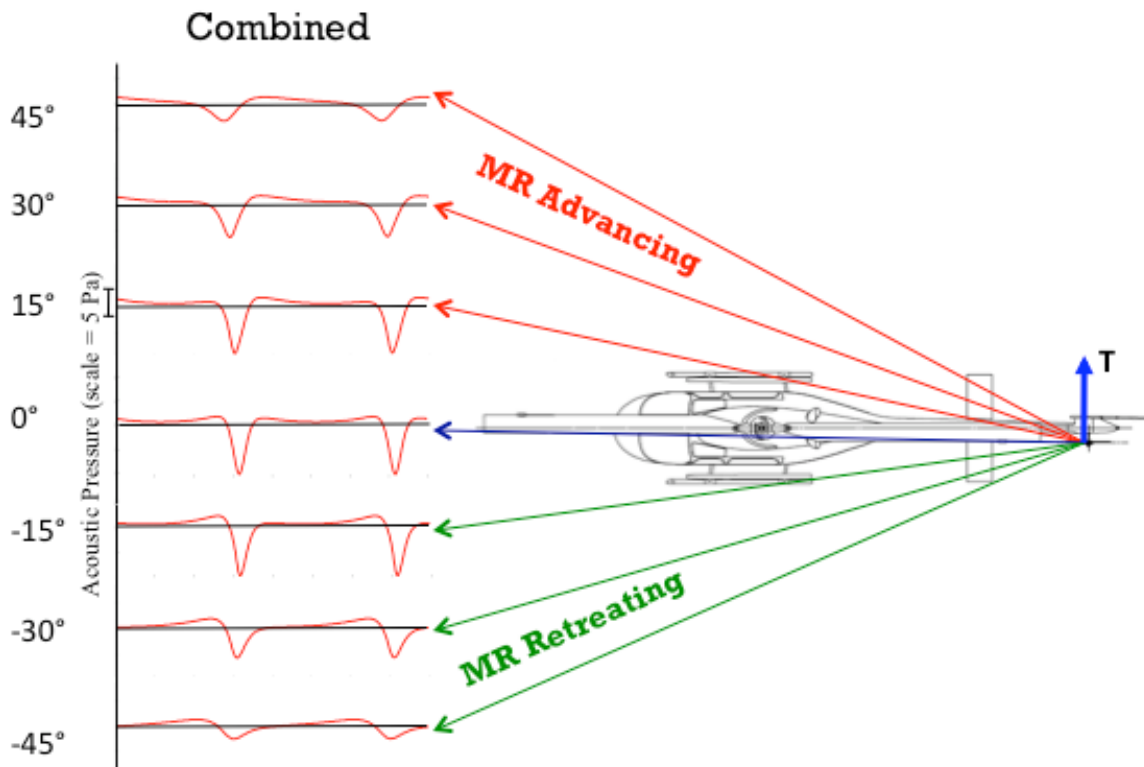 Combined
45°
30°
15°
0°
-15°
-30°
-45°
Acoustic Pressure (scale = 5 Pa)
MR Advancing
T
MR Retreating